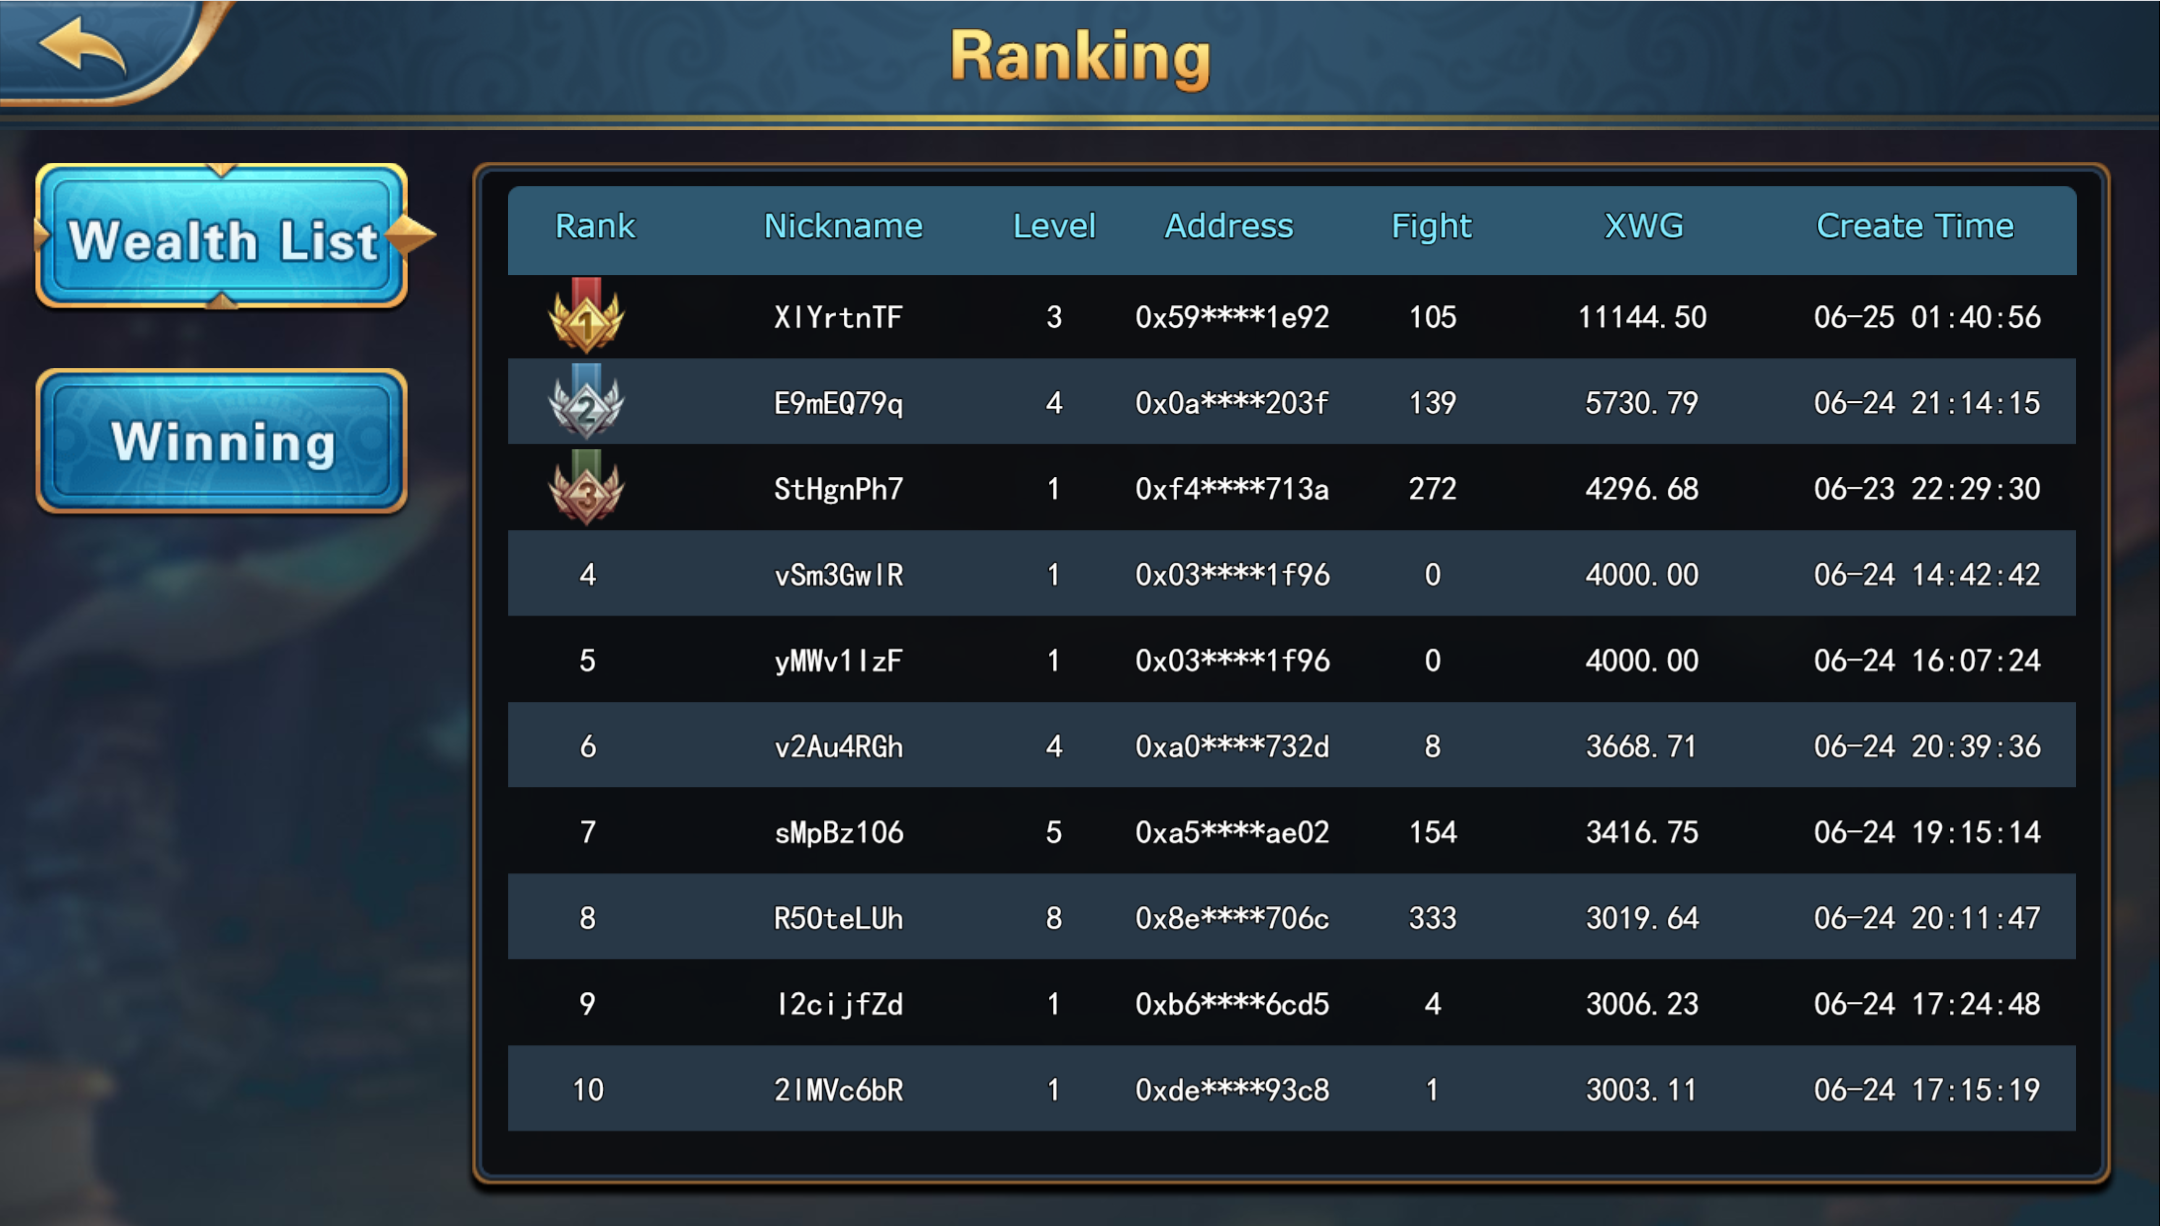 Ranking
Wealth List
Winning
Rank Nickname Level Address Fight XWG Create Time
1 XlYrtnTF 3 0x59****1e92 105 11144.50 06-25 01:40:56
2 E9mEQ79q 4 0x0a****203f 139 5730.79 06-24 21:14:15
3 StHgnPh7 1 0xf4****713a 272 4296.68 06-23 22:29:30
4 vSm3GwlR 1 0x03****1f96 0 4000.00 06-24 14:42:42
5 yMWv1IzF 1 0x03****1f96 0 4000.00 06-24 16:07:24
6 v2Au4RGh 4 0xa0****732d 8 3668.71 06-24 20:39:36
7 sMpBz106 5 0xa5****ae02 154 3416.75 06-24 19:15:14
8 R5OteLUh 8 0x8e****706c 333 3019.64 06-24 20:11:47
9 I2cijfZd 1 0xb6****6cd5 4 3006.23 06-24 17:24:48
10 2lMVc6bR 1 0xde****93c8 1 3003.11 06-24 17:15:19